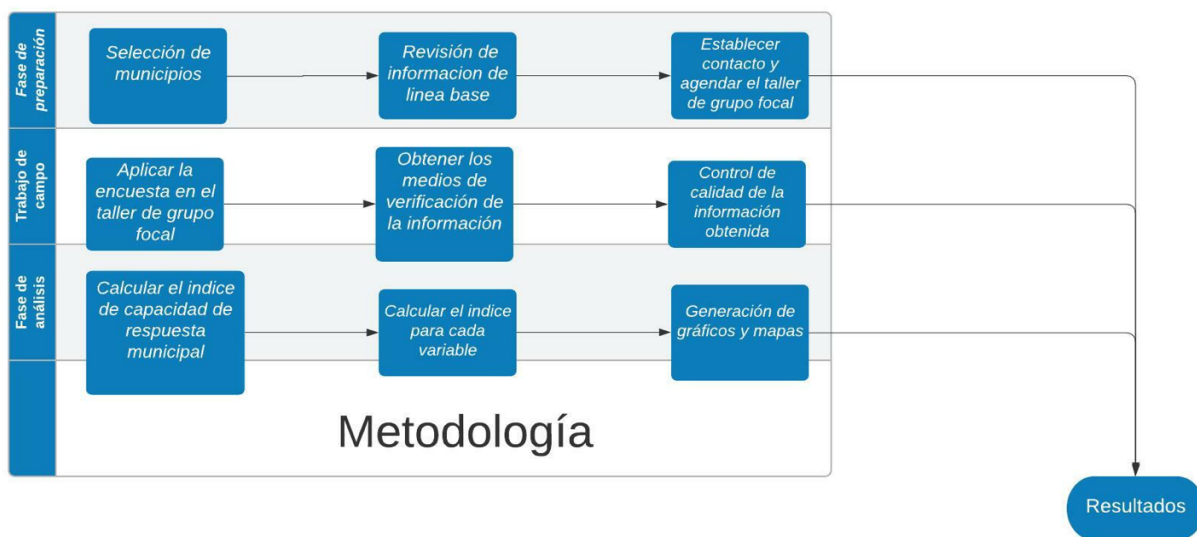 Fase de
preparación
Selección de
municipios
Revisión de
informacion de
linea base
Establecer
contacto y
agendar el taller
de grupo focal
Trabajo de
campo
Aplicar la
encuesta en el
taller de grupo
focal
Obtener los
medios de
verificación de
la información
Control de
calidad de la
información
obtenida
Fase de
análisis
Calcular el indice
de capacidad de
respuesta
municipal
Calcular el indice
para cada
variable
Generación de
gráficos y mapas
Metodología
Resultados